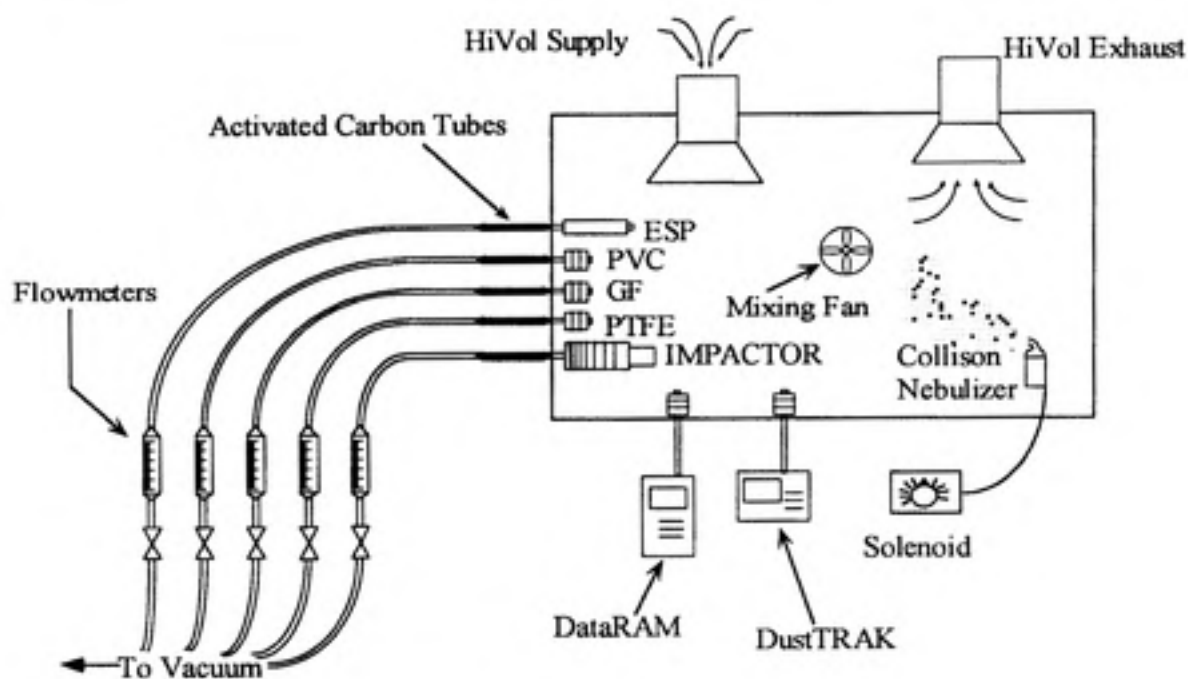 HiVol Supply
HiVol Exhaust
Activated Carbon Tubes
ESP
PVC
GF
PTFE
IMPACTOR
Flowmeters
Mixing Fan
Collison
Nebulizer
Solenoid
DataRAM
DustTRAK
To Vacuum